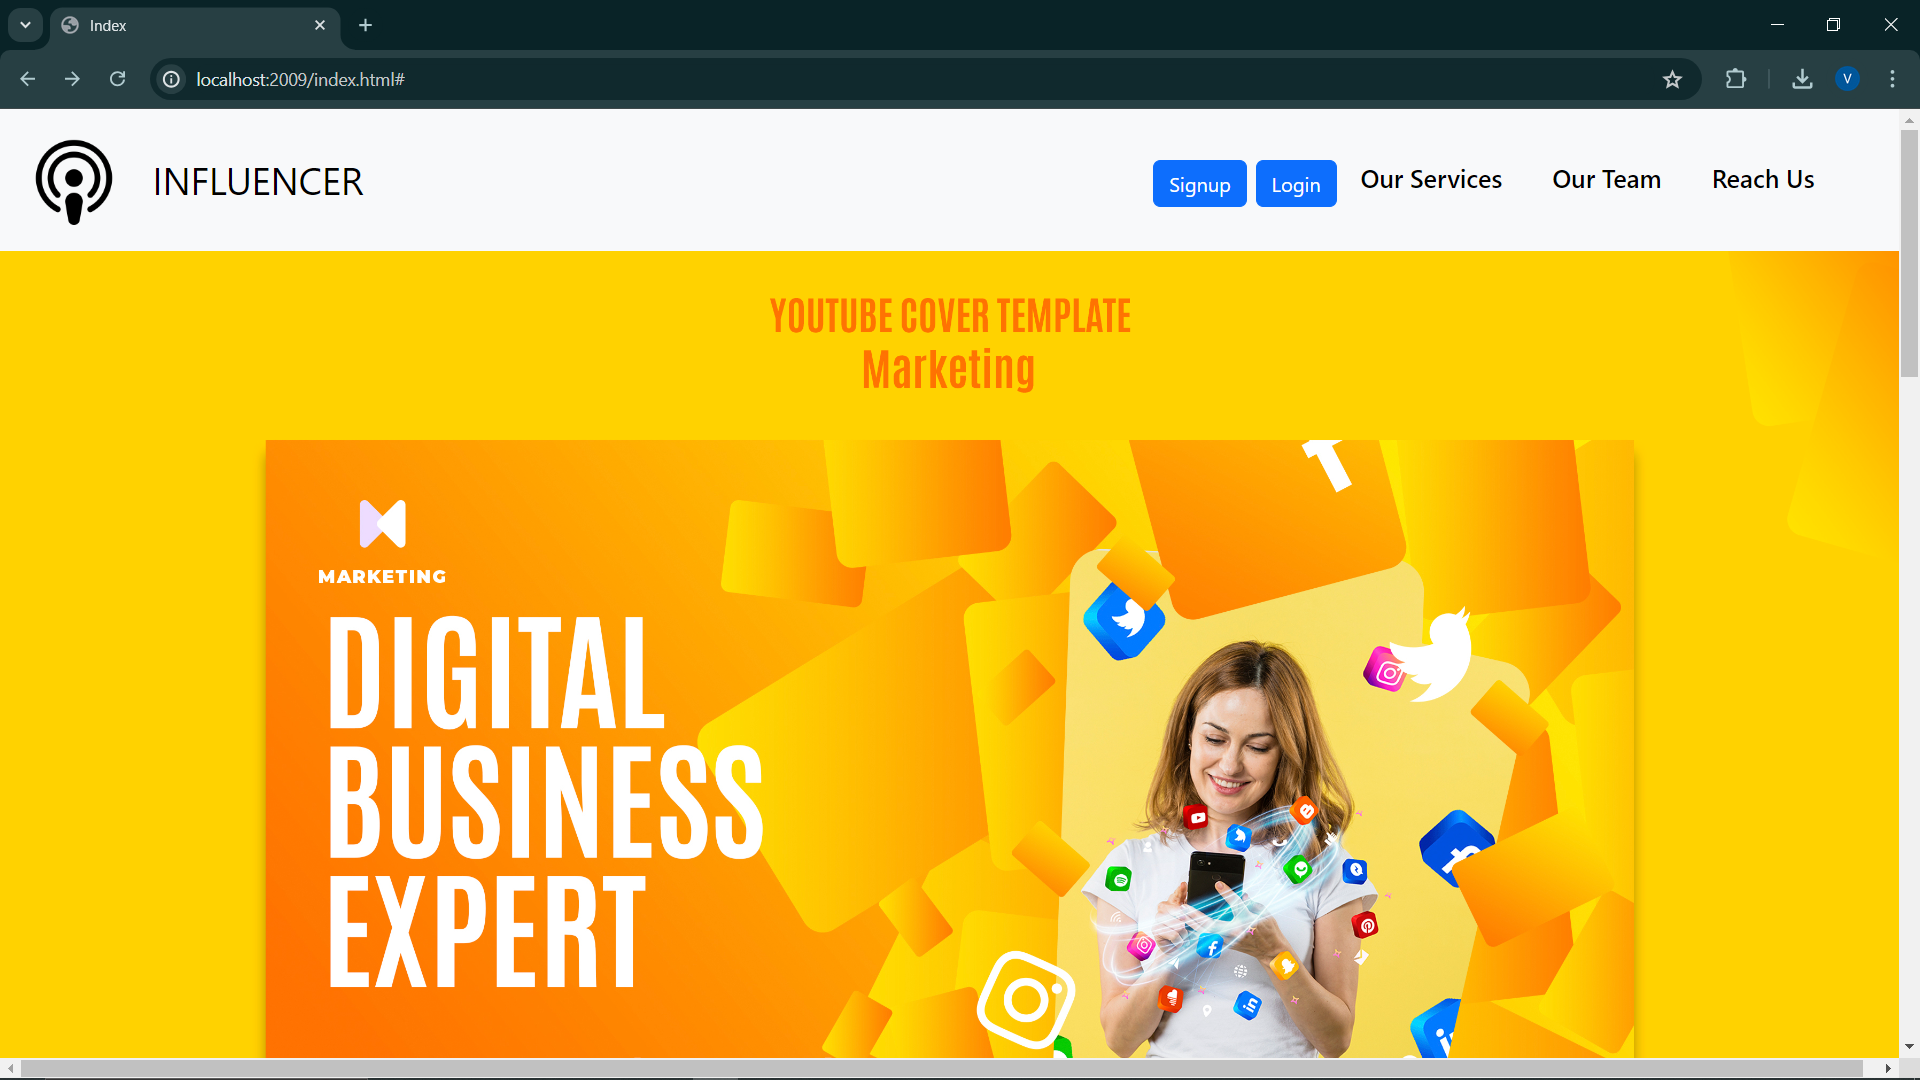 Index
localhost:2009/index.html#
V
INFLUENCER
Signup
Login
Our Services
Our Team
Reach Us
YOUTUBE COVER TEMPLATE
Marketing
MARKETING
DIGITAL
BUSINESS
EXPERT